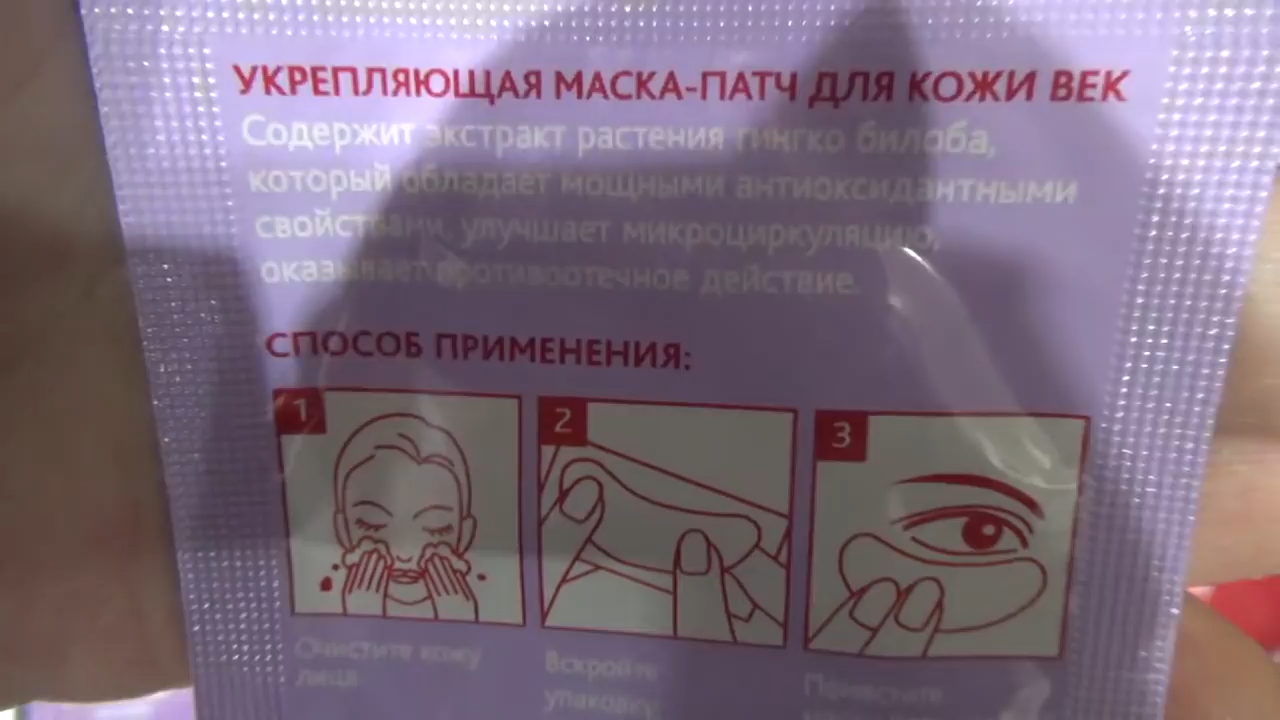 УКРЕПЛЯЮЩАЯ МАСКА-ПАТЧ ДЛЯ КОЖИ ВЕК
Содержит экстракт растения гингко билоба,
который обладает мощными антиоксидантными
свойствами, улучшает микроциркуляцию,
оказывает противоотечное действие.
СПОСОБ ПРИМЕНЕНИЯ:
1
2
3
Очистите кожу
лица
Вскройте
упаковку